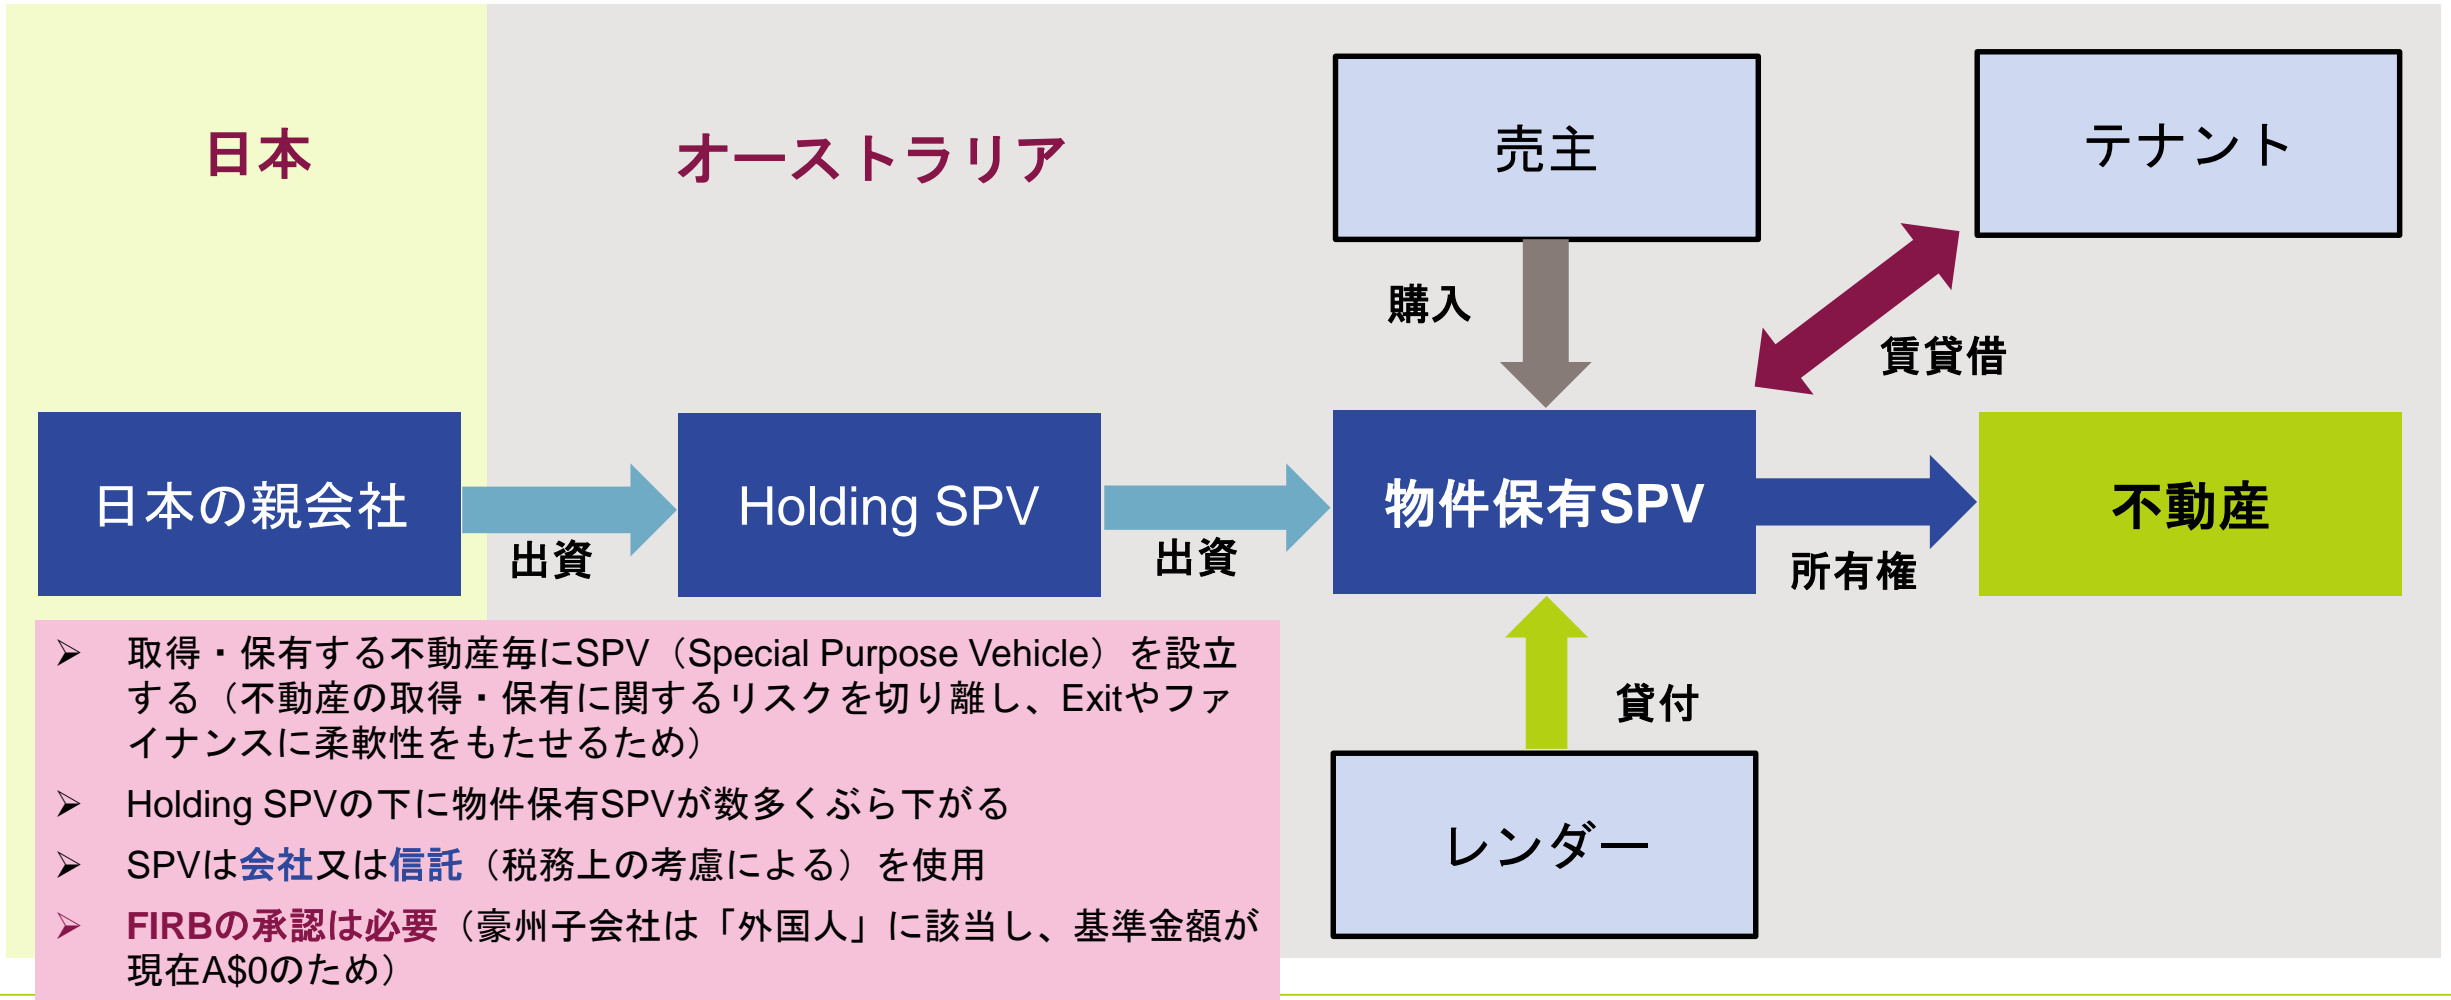 日本
オーストラリア
売主
テナント
購入
賃貸借
日本の親会社
出資
Holding SPV
出資
物件保有SPV
所有権
不動産
貸付
レンダー
➢ 取得・保有する不動産毎にSPV（Special Purpose Vehicle）を設立
する（不動産の取得・保有に関するリスクを切り離し、Exitやファ
イナンスに柔軟性をもたせるため）
➢ Holding SPVの下に物件保有SPVが数多くぶら下がる
➢ SPVは会社又は信託（税務上の考慮による）を使用
➢ FIRBの承認は必要（豪州子会社は「外国人」に該当し、基準金額が
現在A$0のため）